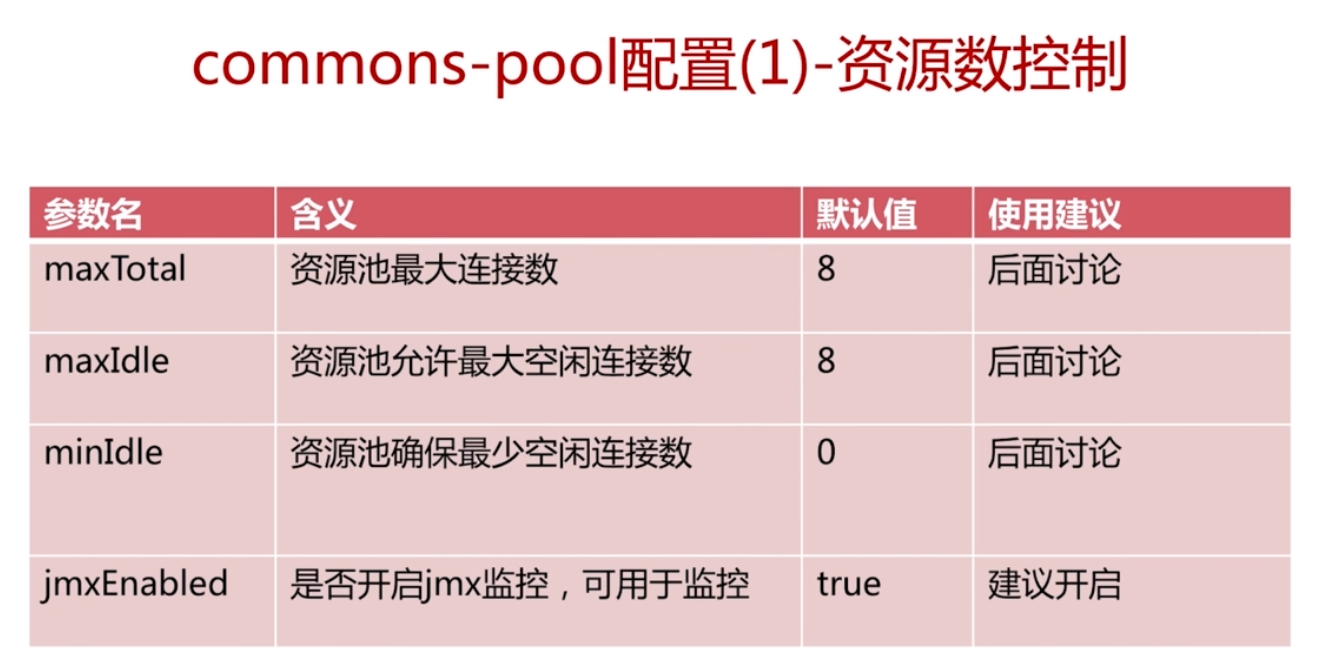 commons-pool配置(1)-资源数控制
参数名 含义 默认值 使用建议
maxTotal 资源池最大连接数 8 后面讨论
maxIdle 资源池允许最大空闲连接数 8 后面讨论
minIdle 资源池确保最少空闲连接数 0 后面讨论
jmxEnabled 是否开启jmx监控，可用于监控 true 建议开启